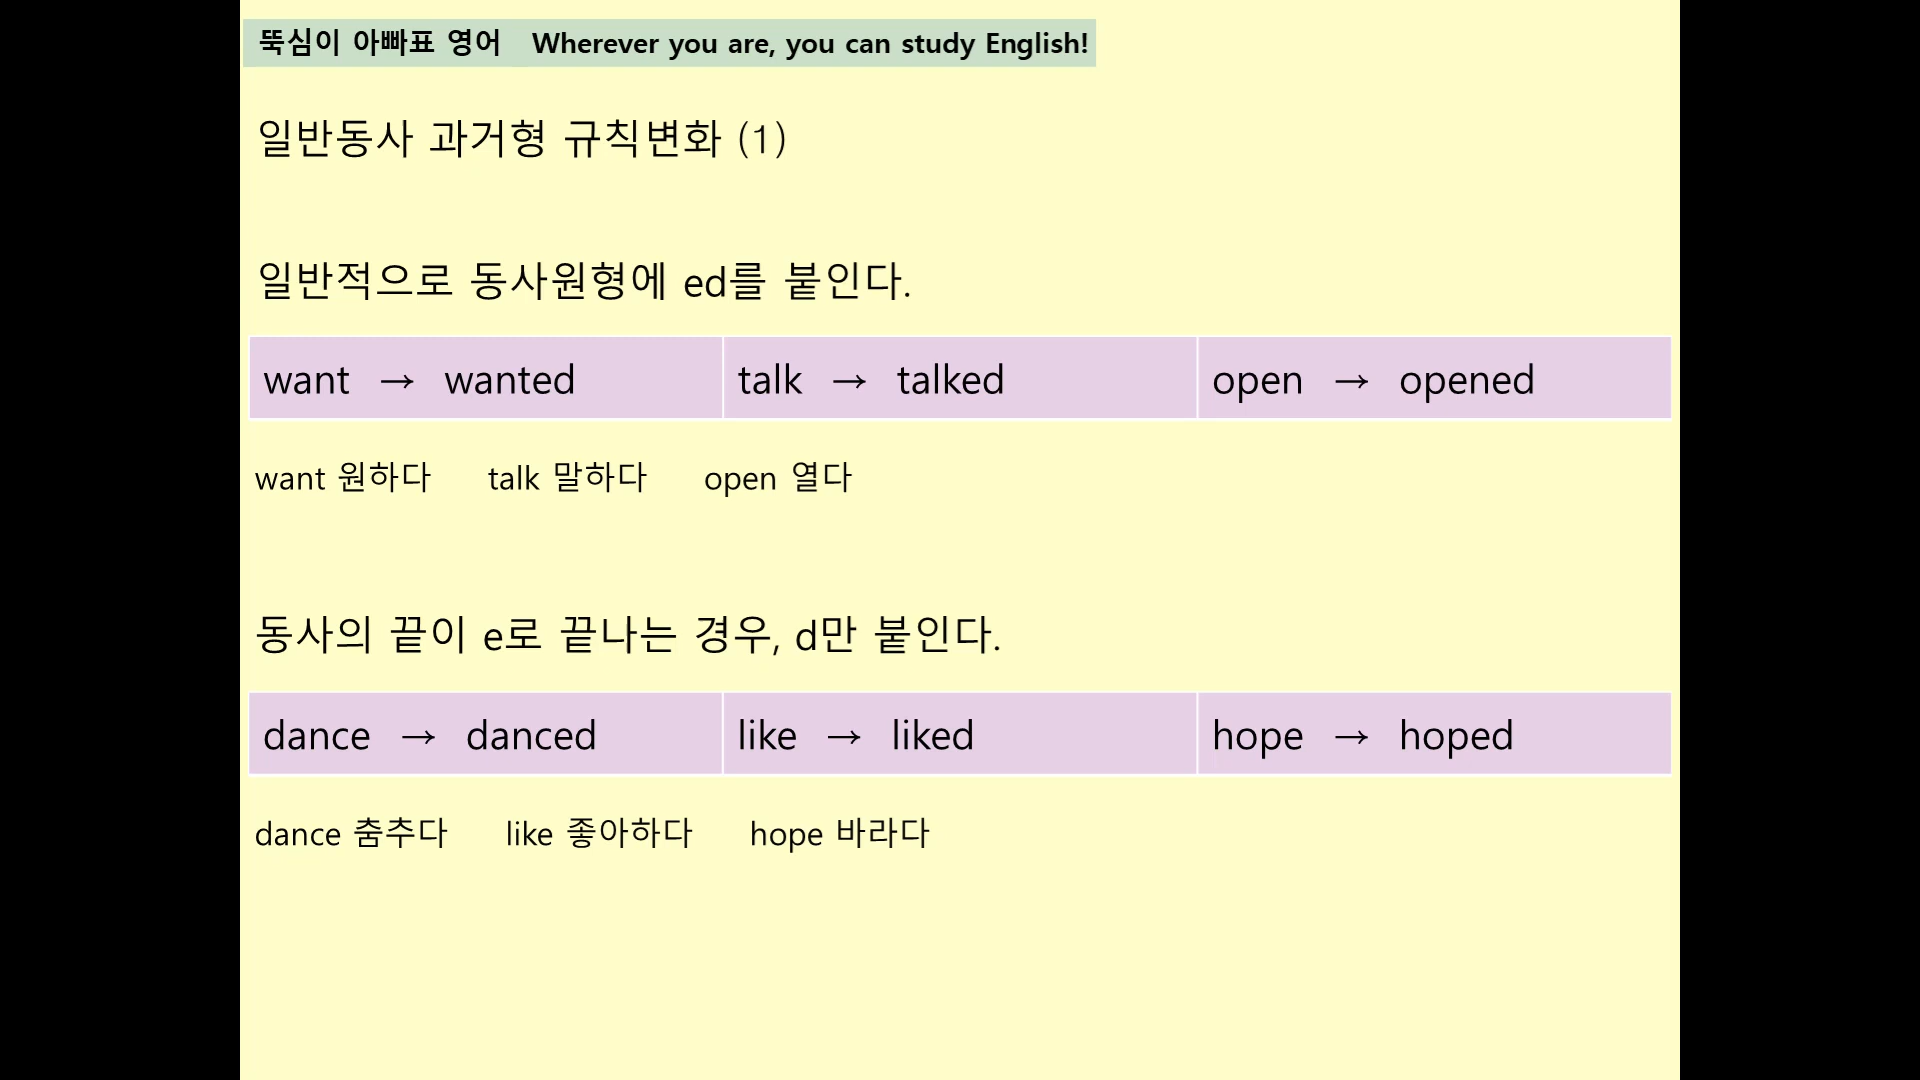 뚝심이 아빠표 영어 Wherever you are, you can study English!
일반동사 과거형 규칙변화 (1)
일반적으로 동사원형에 ed를 붙인다.
want → wanted talk → talked open → opened
want 원하다 talk 말하다 open 열다
동사의 끝이 e로 끝나는 경우, d만 붙인다.
dance → danced like → liked hope → hoped
dance 춤추다 like 좋아하다 hope 바라다